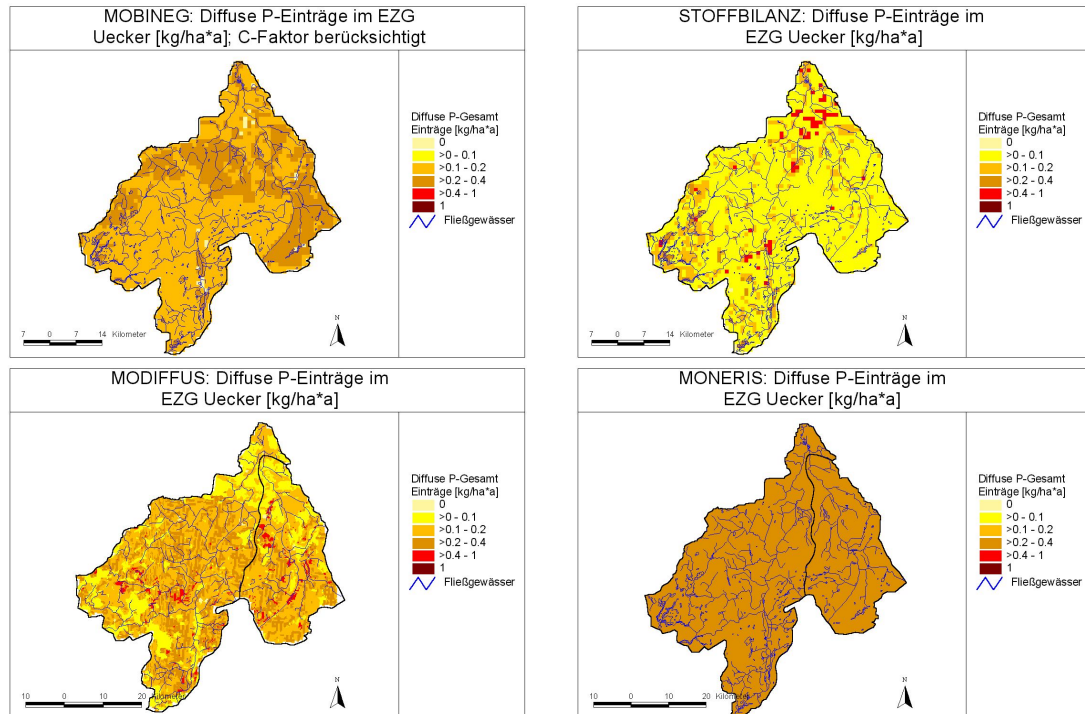 MOBINEG: Diffuse P-Einträge im EZG
Uecker [kg/ha*a]; C-Faktor berücksichtigt
Diffuse P-Gesamt
Einträge [kg/ha*a]
0
>0 - 0.1
>0.1 - 0.2
>0.2 - 0.4
>0.4 - 1
1
Fließgewässer
7 0 7 14 Kilometer
N
STOFFBILANZ: Diffuse P-Einträge im
EZG Uecker [kg/ha*a]
Diffuse P-Gesamt
Einträge [kg/ha*a]
0
>0 - 0.1
>0.1 - 0.2
>0.2 - 0.4
>0.4 - 1
1
Fließgewässer
7 0 7 14 Kilometer
N
MODIFFUS: Diffuse P-Einträge im
EZG Uecker [kg/ha*a]
Diffuse P-Gesamt
Einträge [kg/ha*a]
0
>0 - 0.1
>0.1 - 0.2
>0.2 - 0.4
>0.4 - 1
1
Fließgewässer
10 0 10 20 Kilometer
N
MONERIS: Diffuse P-Einträge im
EZG Uecker [kg/ha*a]
Diffuse P-Gesamt
Einträge [kg/ha*a]
0
>0 - 0.1
>0.1 - 0.2
>0.2 - 0.4
>0.4 - 1
1
Fließgewässer
10 0 10 20 Kilometer
N